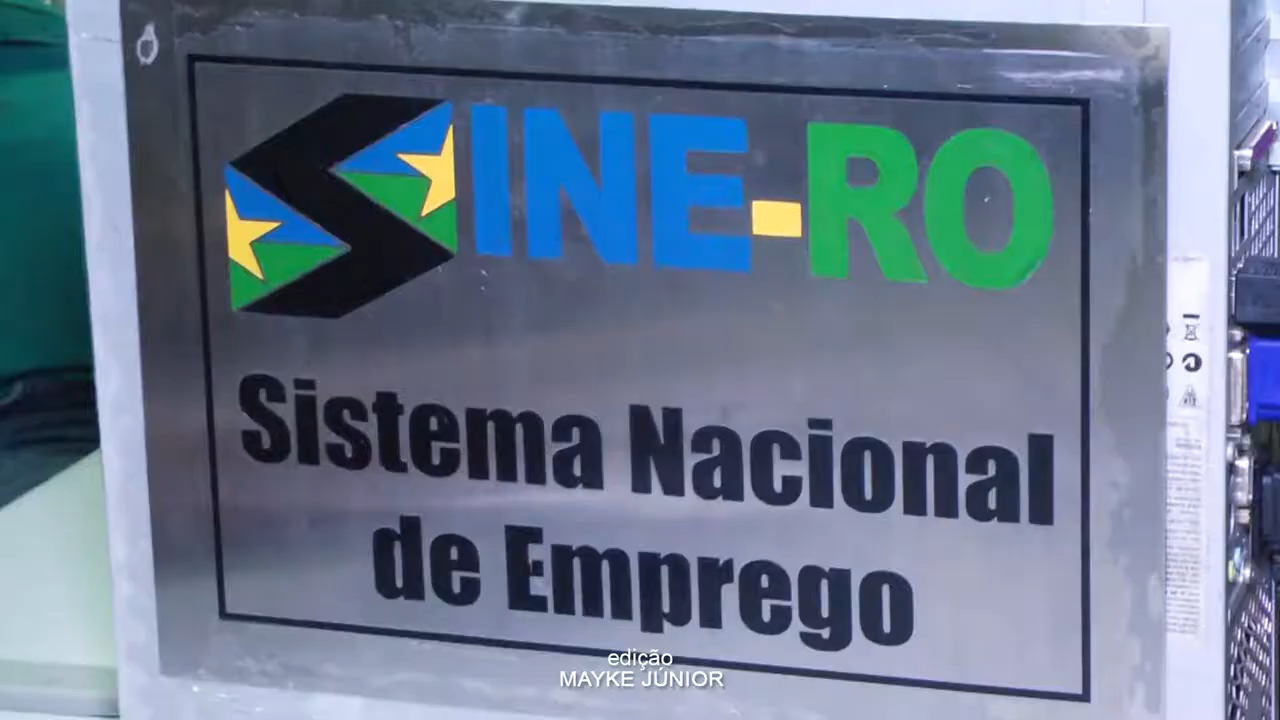 SINE-RO
Sistema Nacional
de Emprego
edição
MAYKE JÚNIOR